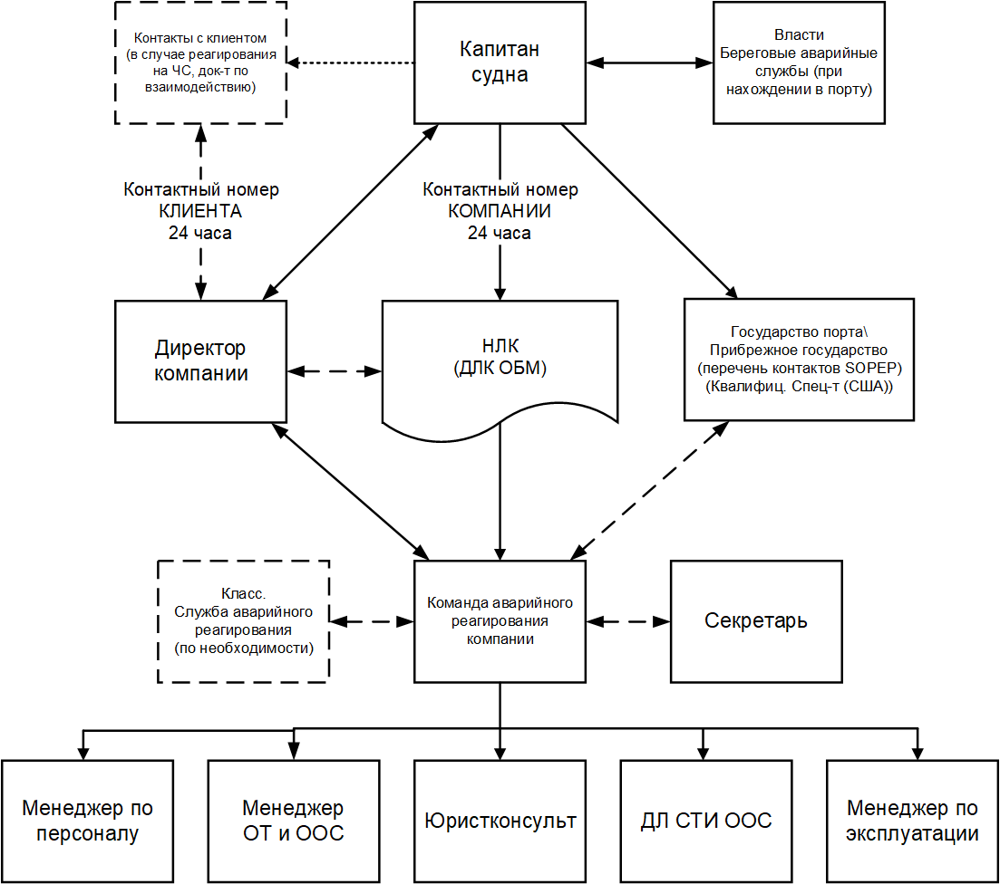 Контакты с клиентом
(в случае реагирования
на ЧС, док-т по
взаимодействию)
Капитан
судна
Власти
Береговые аварийные
службы (при
нахождении в порту)
Контактный номер
КЛИЕНТА
24 часа
Контактный номер
КОМПАНИИ
24 часа
Директор
компании
НЛК
(ДЛК ОБМ)
Государство порта\
Прибрежное государство
(перечень контактов SOPEP)
(Квалифиц. Спец-т (США))
Класс.
Служба аварийного
реагирования
(по необходимости)
Команда аварийного
реагирования
компании
Секретарь
Менеджер по
персоналу
Менеджер
ОТ и ООС
Юристконсульт
ДЛ СТИ ООС
Менеджер по
эксплуатации